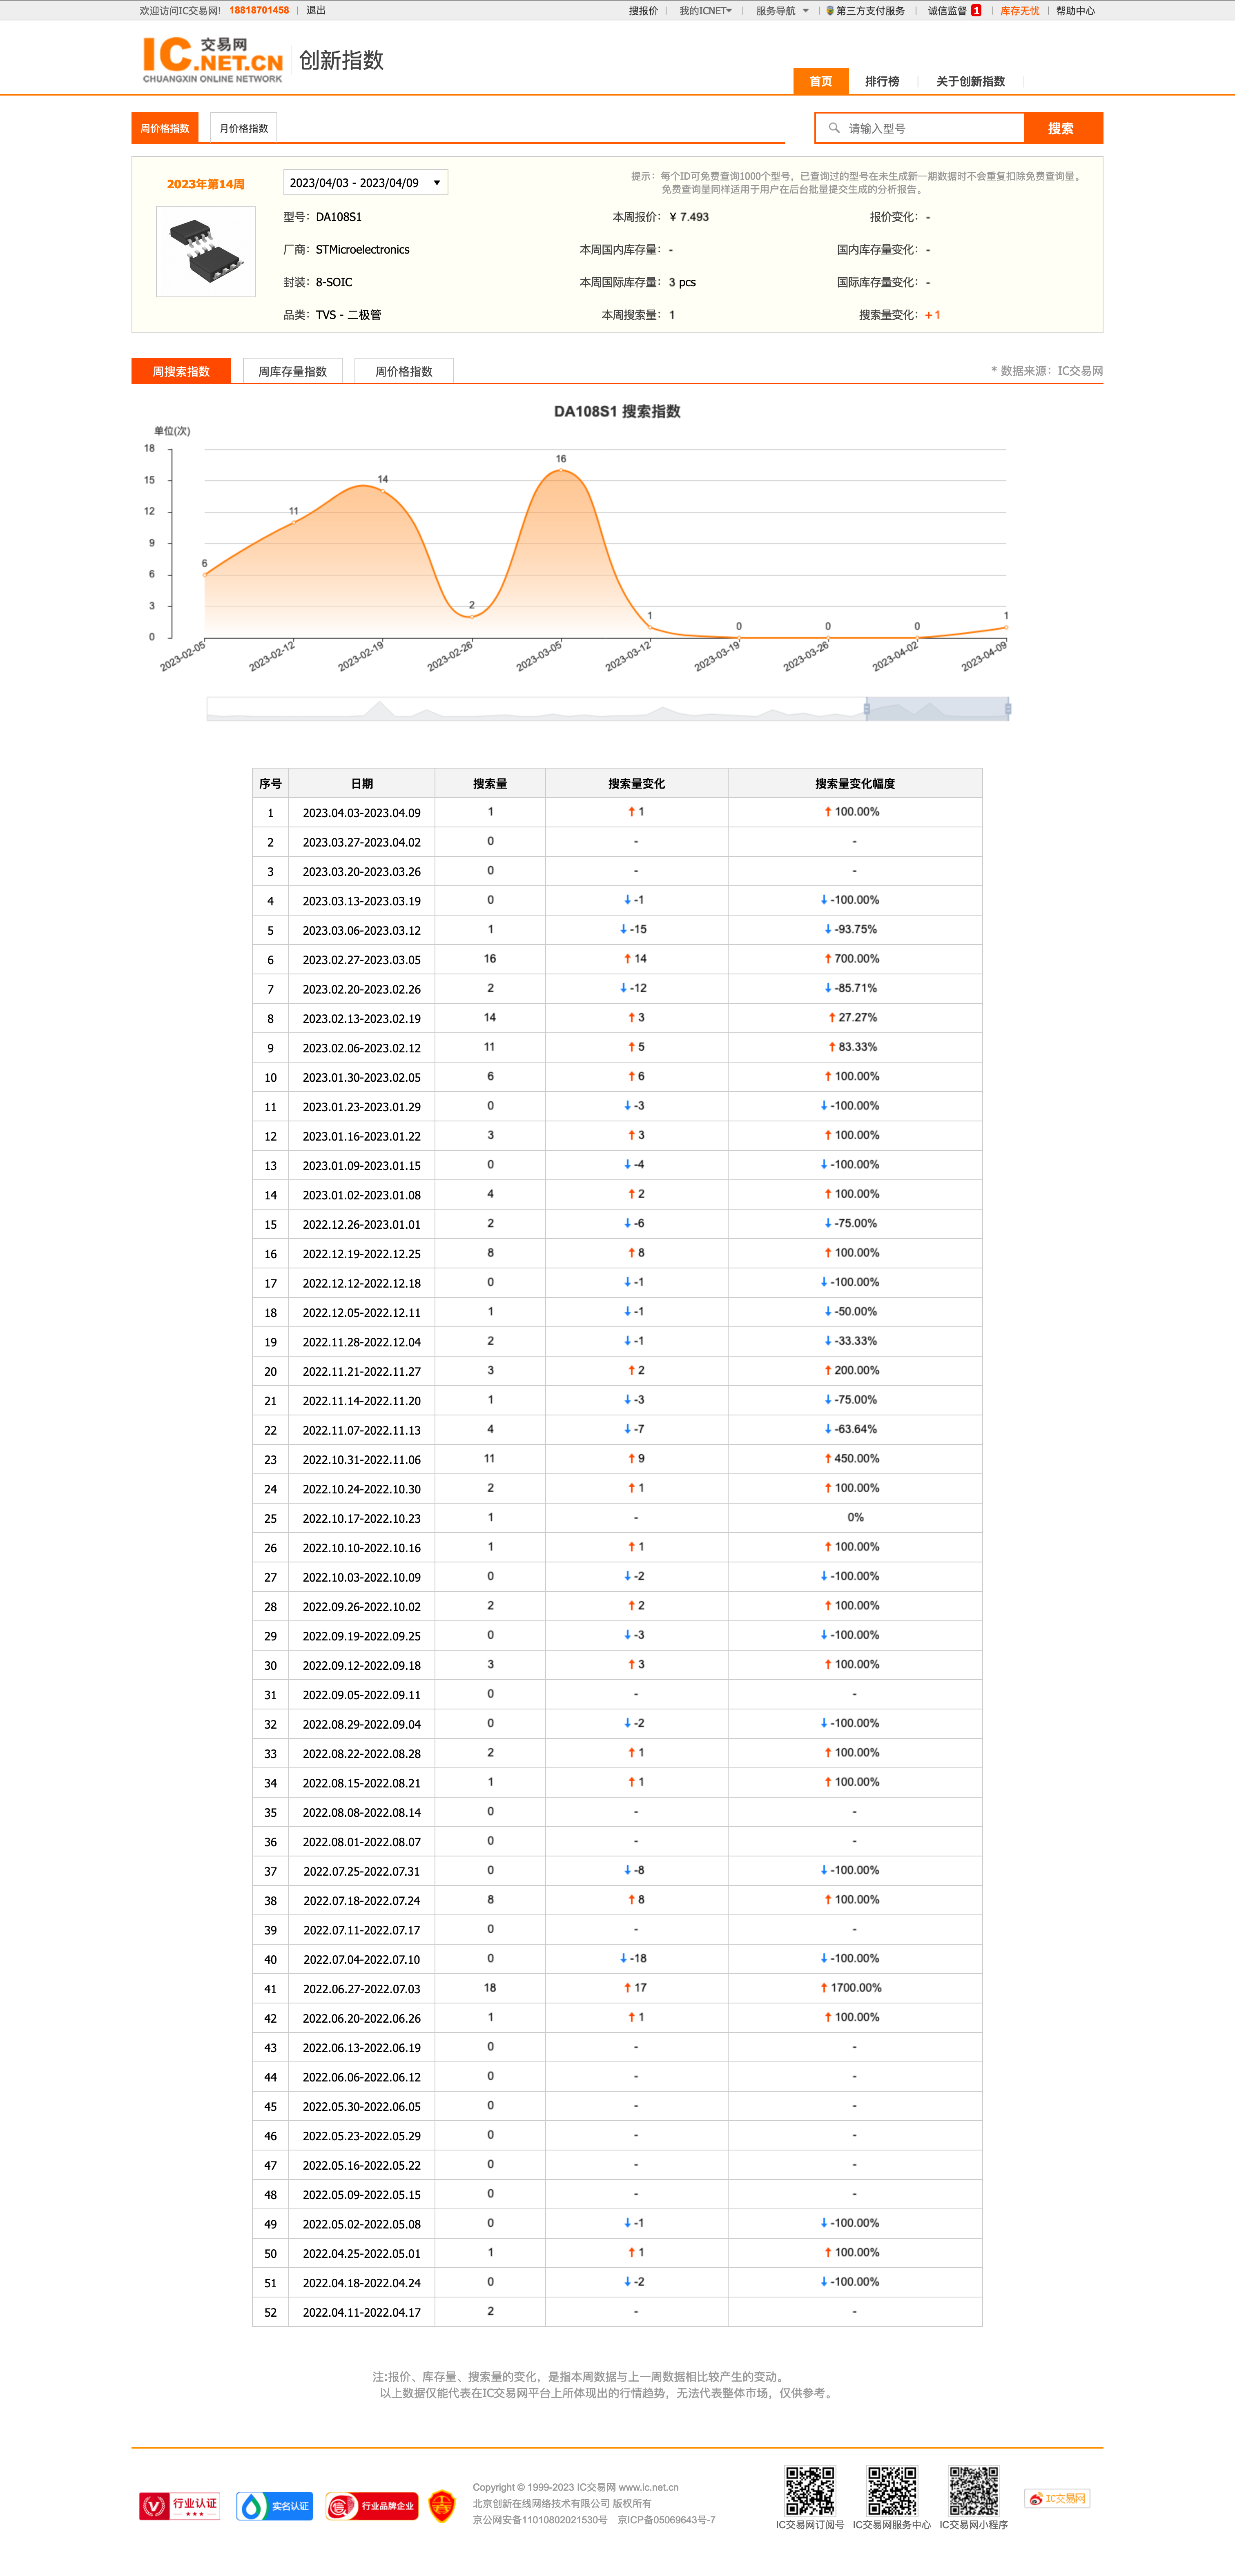 欢迎访问IC交易网! 18818701458 | 退出 搜报价 | 我的ICNET | 服务导航 | 第三方支付服务 | 诚信监督 1 | 库存无忧 | 帮助中心
IC.交易网 NET.CN CHUANGXIN ONLINE NETWORK 创新指数
首页 排行榜 关于创新指数
周价格指数 月价格指数 请输入型号 搜索
2023年第14周 2023/04/03 - 2023/04/09
提示：每个ID可免费查询1000个型号，已查询过的型号在未生成新一期数据时不会重复扣除免费查询量。
免费查询量同样适用于用户在后台批量提交生成的分析报告。
型号：DA108S1 本周报价：¥ 7.493 报价变化：-
厂商：STMicroelectronics 本周国内库存量：- 国内库存量变化：-
封装：8-SOIC 本周国际库存量：3 pcs 国际库存量变化：-
品类：TVS - 二极管 本周搜索量：1 搜索量变化：+1
周搜索指数 周库存量指数 周价格指数 * 数据来源：IC交易网
DA108S1 搜索指数
单位(次)
18
15
12
9
6
3
0
6 11 14 2 16 1 0 0 0 1
2023-02-05 2023-02-12 2023-02-19 2023-02-26 2023-03-05 2023-03-12 2023-03-19 2023-03-26 2023-04-02 2023-04-09
序号 日期 搜索量 搜索量变化 搜索量变化幅度
1 2023.04.03-2023.04.09 1 ↑1 ↑100.00%
2 2023.03.27-2023.04.02 0 - -
3 2023.03.20-2023.03.26 0 - -
4 2023.03.13-2023.03.19 0 ↓-1 ↓-100.00%
5 2023.03.06-2023.03.12 1 ↓-15 ↓-93.75%
6 2023.02.27-2023.03.05 16 ↑14 ↑700.00%
7 2023.02.20-2023.02.26 2 ↓-12 ↓-85.71%
8 2023.02.13-2023.02.19 14 ↑3 ↑27.27%
9 2023.02.06-2023.02.12 11 ↑5 ↑83.33%
10 2023.01.30-2023.02.05 6 ↑6 ↑100.00%
11 2023.01.23-2023.01.29 0 ↓-3 ↓-100.00%
12 2023.01.16-2023.01.22 3 ↑3 ↑100.00%
13 2023.01.09-2023.01.15 0 ↓-4 ↓-100.00%
14 2023.01.02-2023.01.08 4 ↑2 ↑100.00%
15 2022.12.26-2023.01.01 2 ↓-6 ↓-75.00%
16 2022.12.19-2022.12.25 8 ↑8 ↑100.00%
17 2022.12.12-2022.12.18 0 ↓-1 ↓-100.00%
18 2022.12.05-2022.12.11 1 ↓-1 ↓-50.00%
19 2022.11.28-2022.12.04 2 ↓-1 ↓-33.33%
20 2022.11.21-2022.11.27 3 ↑2 ↑200.00%
21 2022.11.14-2022.11.20 1 ↓-3 ↓-75.00%
22 2022.11.07-2022.11.13 4 ↓-7 ↓-63.64%
23 2022.10.31-2022.11.06 11 ↑9 ↑450.00%
24 2022.10.24-2022.10.30 2 ↑1 ↑100.00%
25 2022.10.17-2022.10.23 1 - 0%
26 2022.10.10-2022.10.16 1 ↑1 ↑100.00%
27 2022.10.03-2022.10.09 0 ↓-2 ↓-100.00%
28 2022.09.26-2022.10.02 2 ↑2 ↑100.00%
29 2022.09.19-2022.09.25 0 ↓-3 ↓-100.00%
30 2022.09.12-2022.09.18 3 ↑3 ↑100.00%
31 2022.09.05-2022.09.11 0 - -
32 2022.08.29-2022.09.04 0 ↓-2 ↓-100.00%
33 2022.08.22-2022.08.28 2 ↑1 ↑100.00%
34 2022.08.15-2022.08.21 1 ↑1 ↑100.00%
35 2022.08.08-2022.08.14 0 - -
36 2022.08.01-2022.08.07 0 - -
37 2022.07.25-2022.07.31 0 ↓-8 ↓-100.00%
38 2022.07.18-2022.07.24 8 ↑8 ↑100.00%
39 2022.07.11-2022.07.17 0 - -
40 2022.07.04-2022.07.10 0 ↓-18 ↓-100.00%
41 2022.06.27-2022.07.03 18 ↑17 ↑1700.00%
42 2022.06.20-2022.06.26 1 ↑1 ↑100.00%
43 2022.06.13-2022.06.19 0 - -
44 2022.06.06-2022.06.12 0 - -
45 2022.05.30-2022.06.05 0 - -
46 2022.05.23-2022.05.29 0 - -
47 2022.05.16-2022.05.22 0 - -
48 2022.05.09-2022.05.15 0 - -
49 2022.05.02-2022.05.08 0 ↓-1 ↓-100.00%
50 2022.04.25-2022.05.01 1 ↑1 ↑100.00%
51 2022.04.18-2022.04.24 0 ↓-2 ↓-100.00%
52 2022.04.11-2022.04.17 2 - -
注:报价、库存量、搜索量的变化，是指本周数据与上一周数据相比较产生的变动。
以上数据仅能代表在IC交易网平台上所体现出的行情趋势，无法代表整体市场，仅供参考。
行业认证 实名认证 行业品牌企业
Copyright © 1999-2023 IC交易网 www.ic.net.cn
北京创新在线网络技术有限公司 版权所有
京公网安备11010802021530号 京ICP备05069643号-7
IC交易网订阅号 IC交易网服务中心 IC交易网小程序
IC交易网